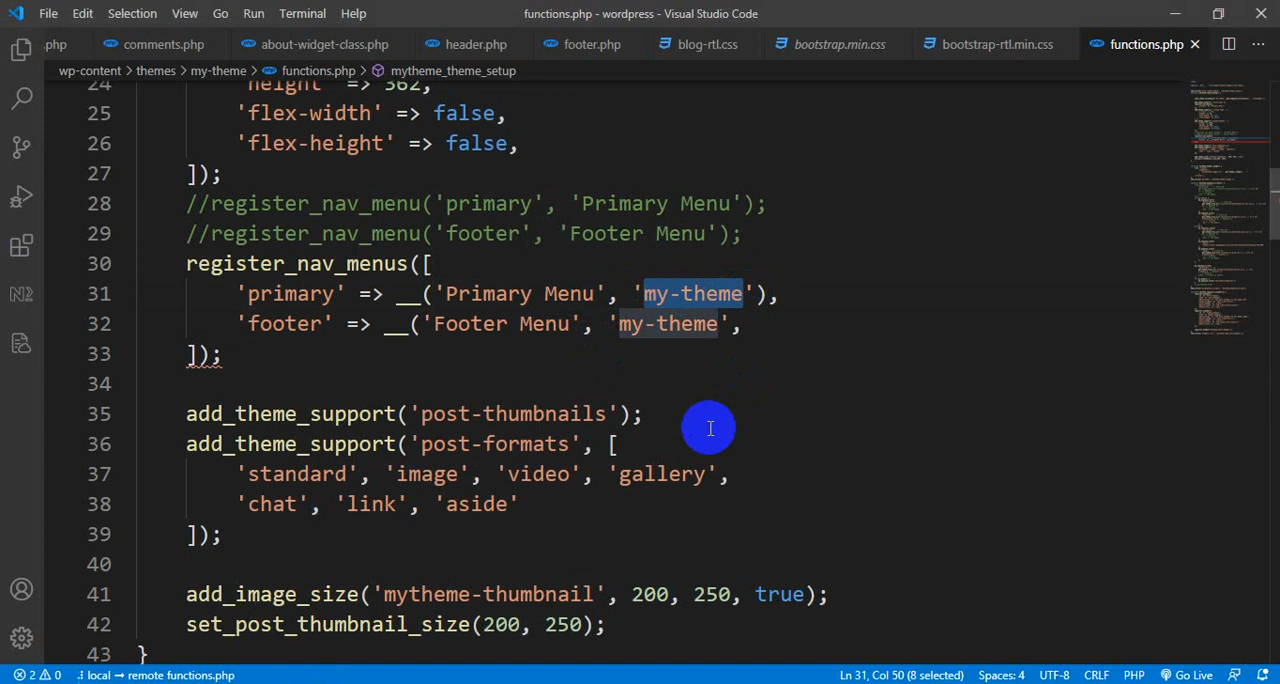 File Edit Selection View Go Run Terminal Help functions.php - wordpress - Visual Studio Code
.php comments.php about-widget-class.php header.php footer.php blog-rtl.css bootstrap.min.css bootstrap-rtl.min.css functions.php
wp-content > themes > my-theme > functions.php > mytheme_theme_setup
24 'height' => 362,
25 'flex-width' => false,
26 'flex-height' => false,
27 ]);
28 //register_nav_menu('primary', 'Primary Menu');
29 //register_nav_menu('footer', 'Footer Menu');
30 register_nav_menus([
31 'primary' => __('Primary Menu', 'my-theme'),
32 'footer' => __('Footer Menu', 'my-theme',
33 ]);
34
35 add_theme_support('post-thumbnails');
36 add_theme_support('post-formats', [
37 'standard', 'image', 'video', 'gallery',
38 'chat', 'link', 'aside'
39 ]);
40
41 add_image_size('mytheme-thumbnail', 200, 250, true);
42 set_post_thumbnail_size(200, 250);
43 }
2 0 local → remote functions.php Ln 31, Col 50 (8 selected) Spaces: 4 UTF-8 CRLF PHP Go Live